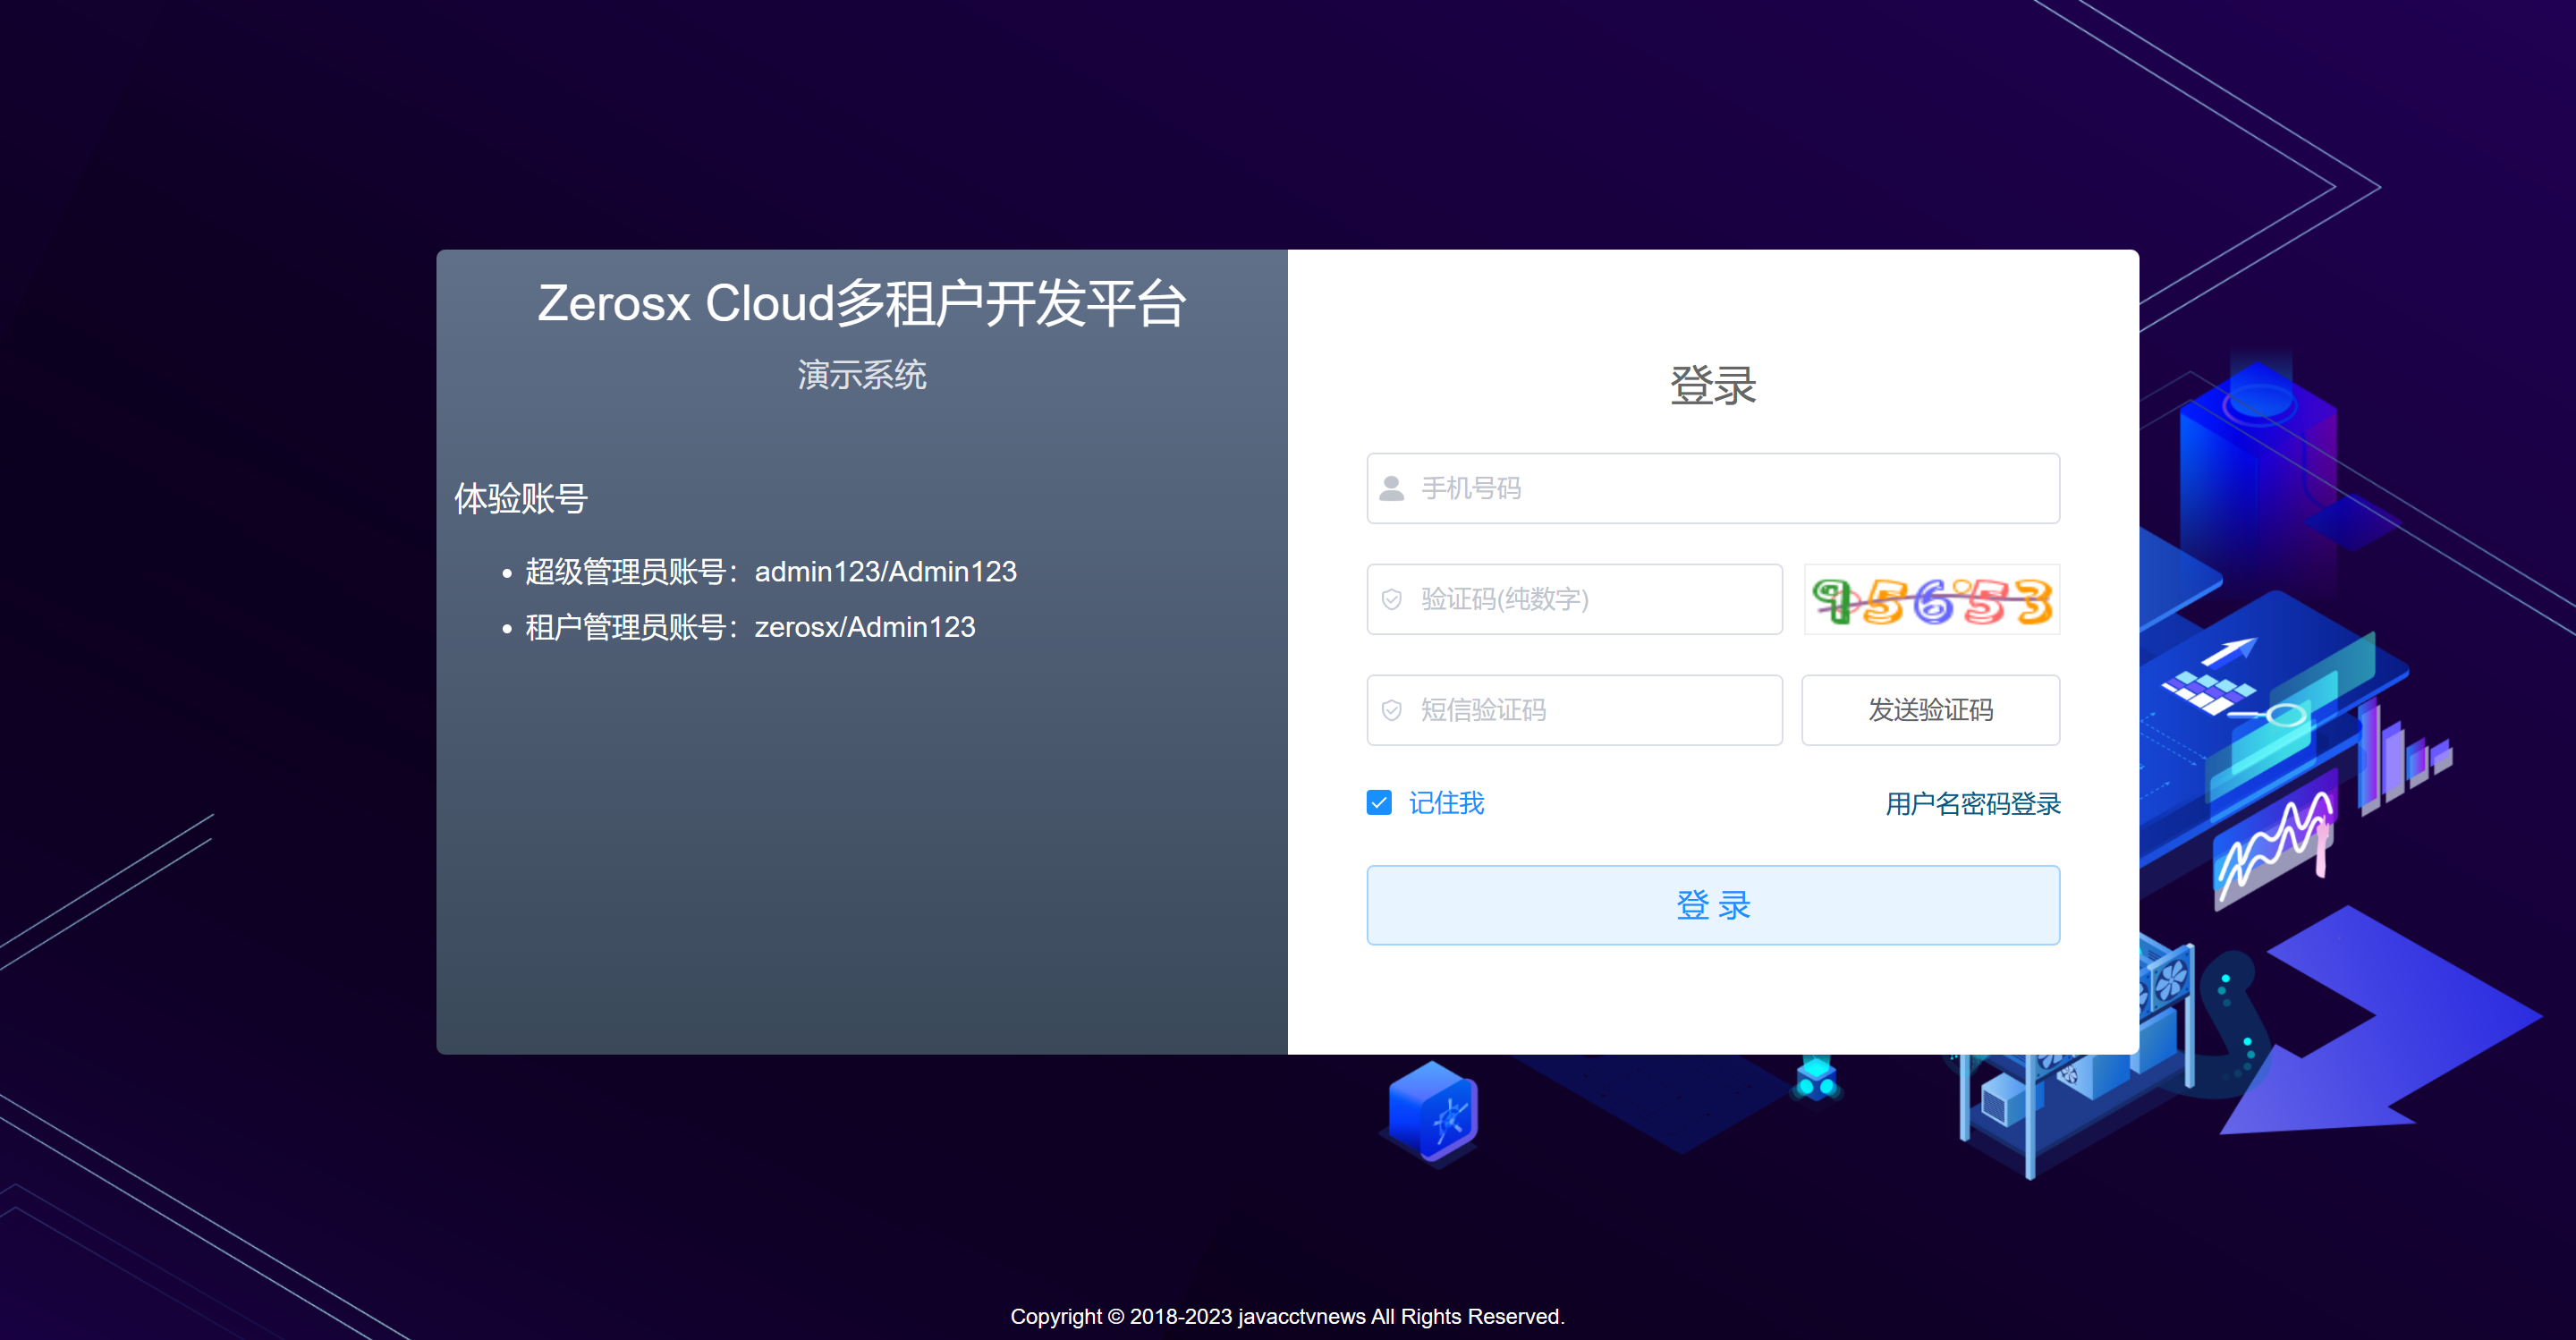 Zerosx Cloud多租户开发平台
演示系统
体验账号
超级管理员账号：admin123/Admin123
租户管理员账号：zerosx/Admin123
登录
手机号码
验证码(纯数字)
95653
短信验证码
发送验证码
记住我
用户名密码登录
登 录
Copyright © 2018-2023 javacctvnews All Rights Reserved.